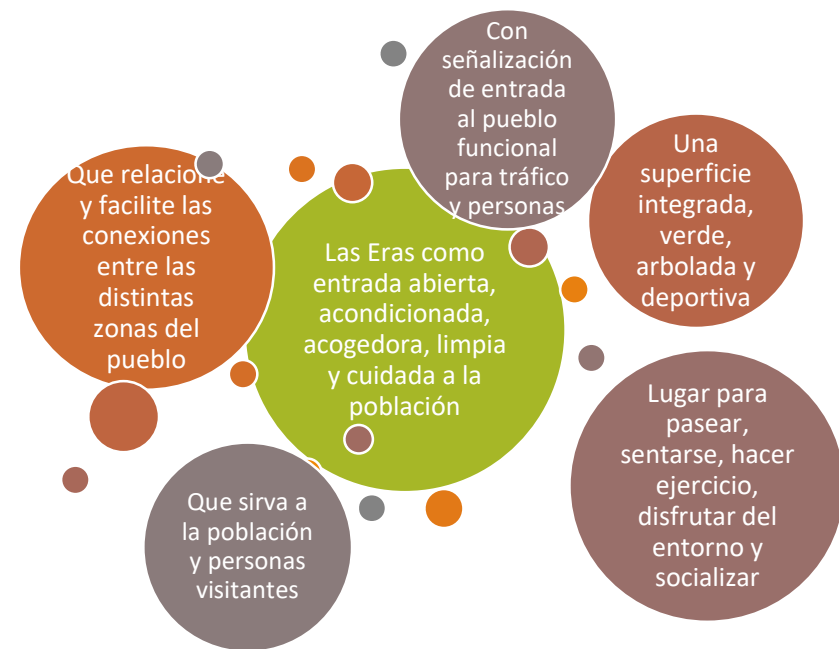 Con
señalización
de entrada
al pueblo
funcional
para tráfico
y personas
Una
superficie
integrada,
verde,
arbolada y
deportiva
Que relacione
y facilite las
conexiones
entre las
distintas
zonas del
pueblo
Las Eras como
entrada abierta,
acondicionada,
acogedora, limpia
y cuidada a la
población
Lugar para
pasear,
sentarse, hacer
ejercicio,
disfrutar del
entorno y
socializar
Que sirva a
la población
y personas
visitantes